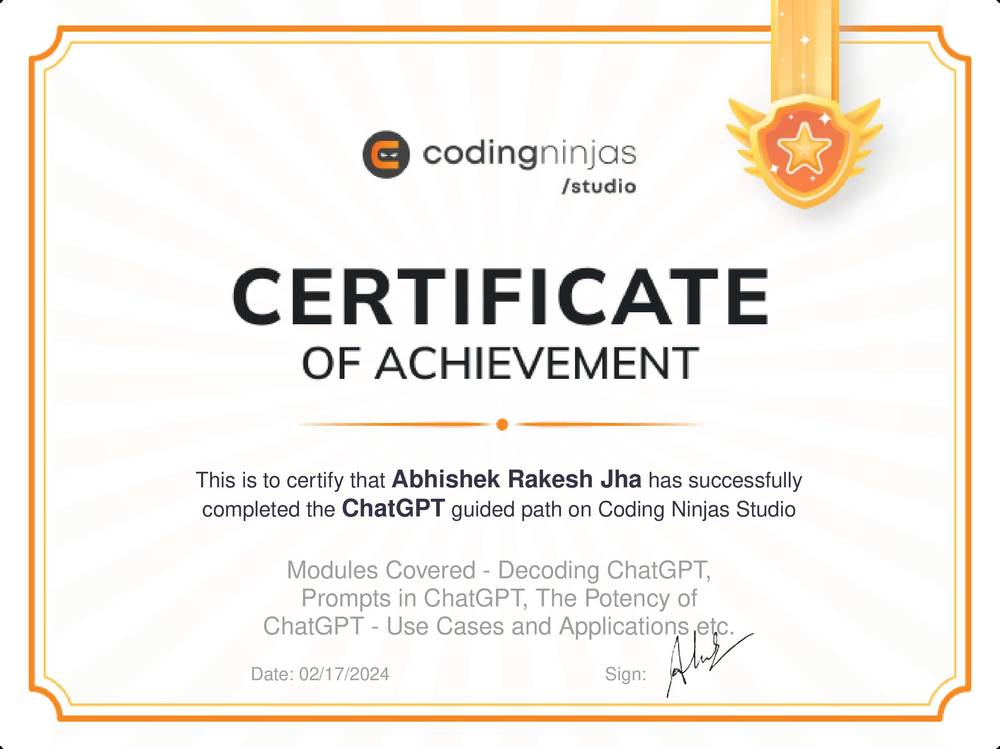 codingninjas
/studio
CERTIFICATE
OF ACHIEVEMENT
This is to certify that Abhishek Rakesh Jha has successfully
completed the ChatGPT guided path on Coding Ninjas Studio
Modules Covered - Decoding ChatGPT,
Prompts in ChatGPT, The Potency of
ChatGPT - Use Cases and Applications etc.
Date: 02/17/2024
Sign: